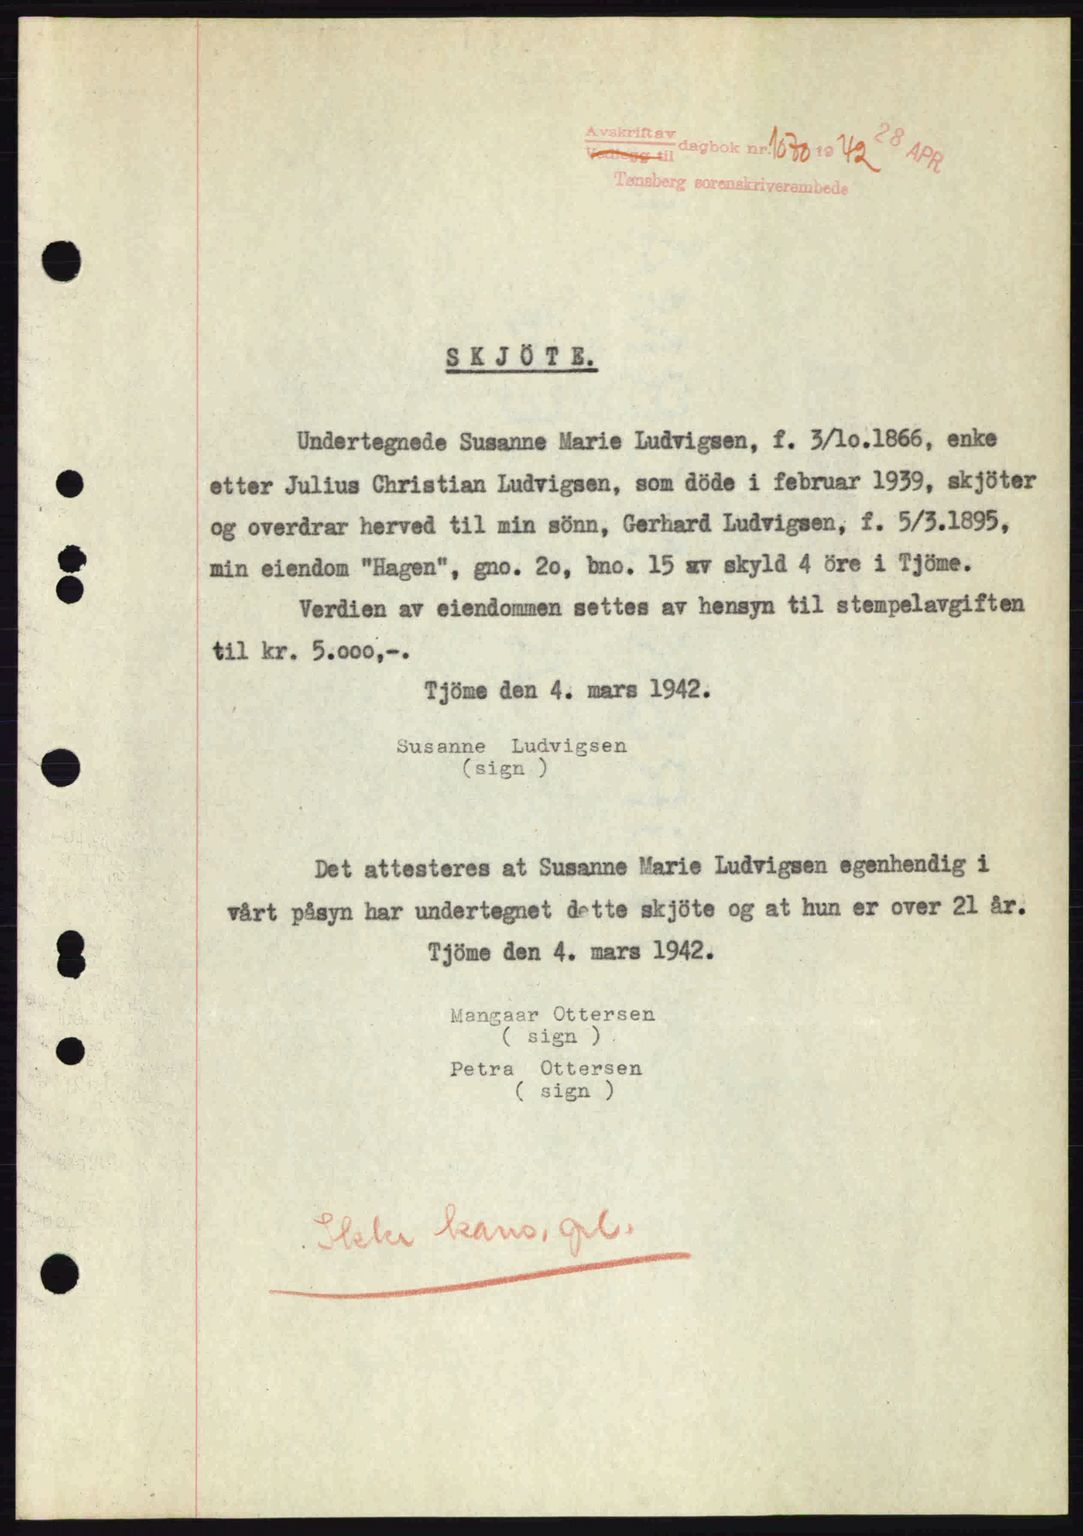 Avskrift av
Vedlegg til dagbok nr. 1070 1942 28 APR
Tønsberg sorenskriverembede
SKJÖTE.
Undertegnede Susanne Marie Ludvigsen, f. 3/1o.1866, enke
etter Julius Christian Ludvigsen, som döde i februar 1939, skjöter
og overdrar herved til min sönn, Gerhard Ludvigsen, f. 5/3.1895,
min eiendom "Hagen", gno. 2o, bno. 15 av skyld 4 öre i Tjöme.
Verdien av eiendommen settes av hensyn til stempelavgiften
til kr. 5.ooo,-.
Tjöme den 4. mars 1942.
Susanne Ludvigsen
(sign )
Det attesteres at Susanne Marie Ludvigsen egenhendig i
vårt påsyn har undertegnet dette skjöte og at hun er over 21 år.
Tjöme den 4. mars 1942.
Mangaar Ottersen
( sign )
Petra Ottersen
( sign )
Ikke kans. gl.